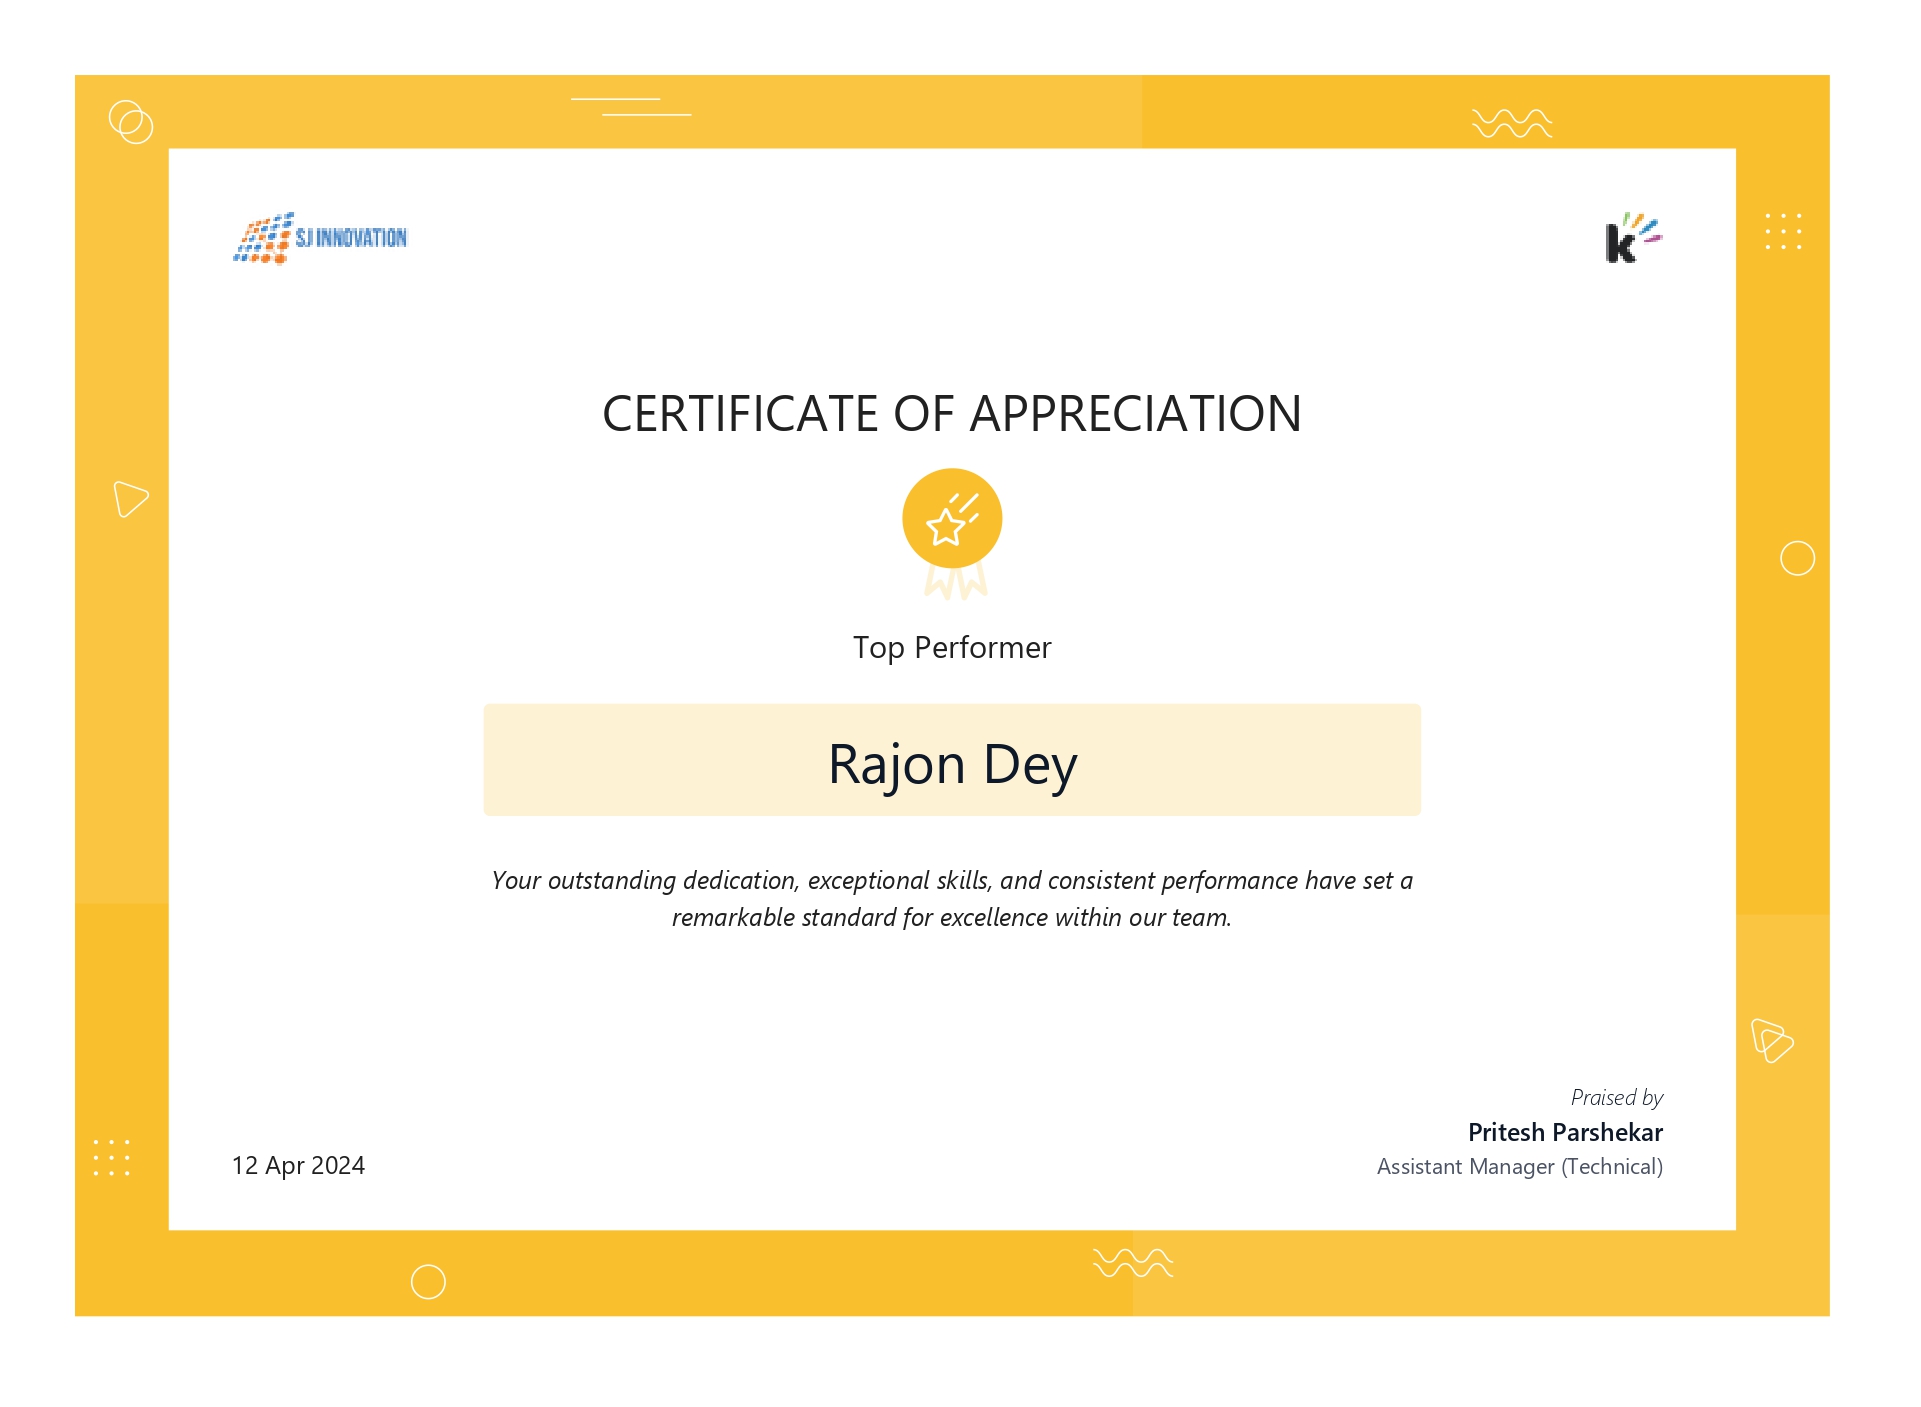 SJ INNOVATION
k
CERTIFICATE OF APPRECIATION
Top Performer
Rajon Dey
Your outstanding dedication, exceptional skills, and consistent performance have set a
remarkable standard for excellence within our team.
Praised by
Pritesh Parshekar
Assistant Manager (Technical)
12 Apr 2024